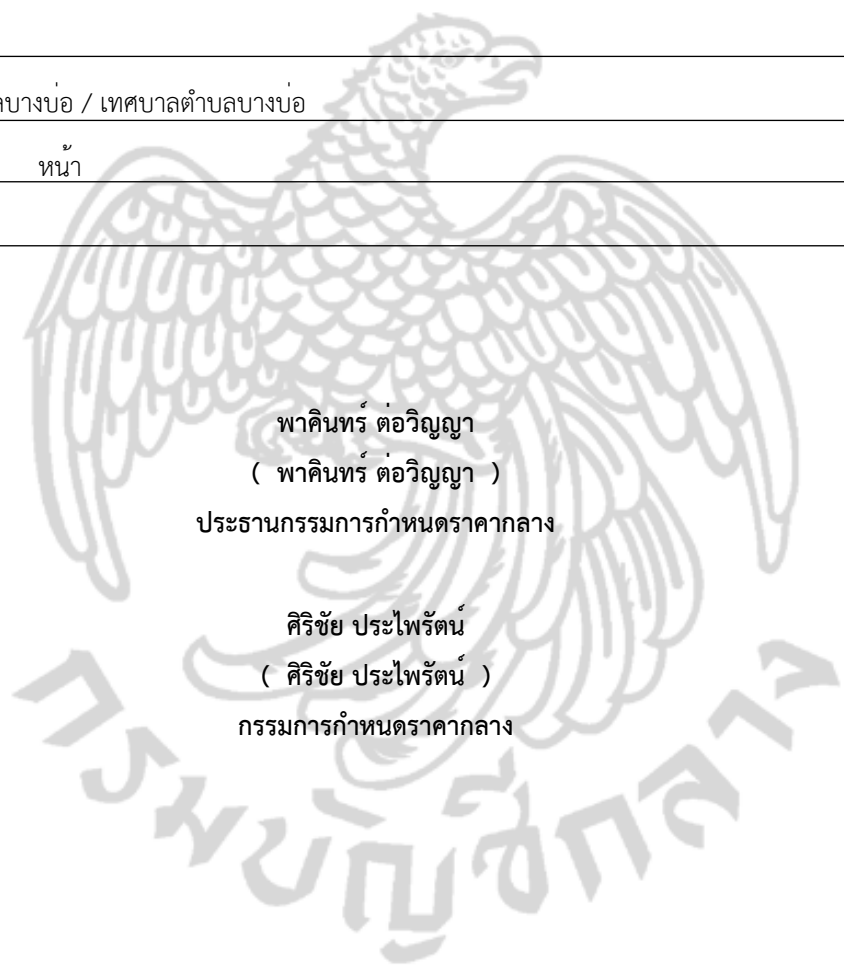 บางบ่อ / เทศบาลตำบลบางบ่อ
หน้า
พาคินทร์ ต่อวิญญา
( พาคินทร์ ต่อวิญญา )
ประธานกรรมการกำหนดราคากลาง
ศิริชัย ประไพรัตน์
( ศิริชัย ประไพรัตน์ )
กรรมการกำหนดราคากลาง
กรมบัญชีกลาง